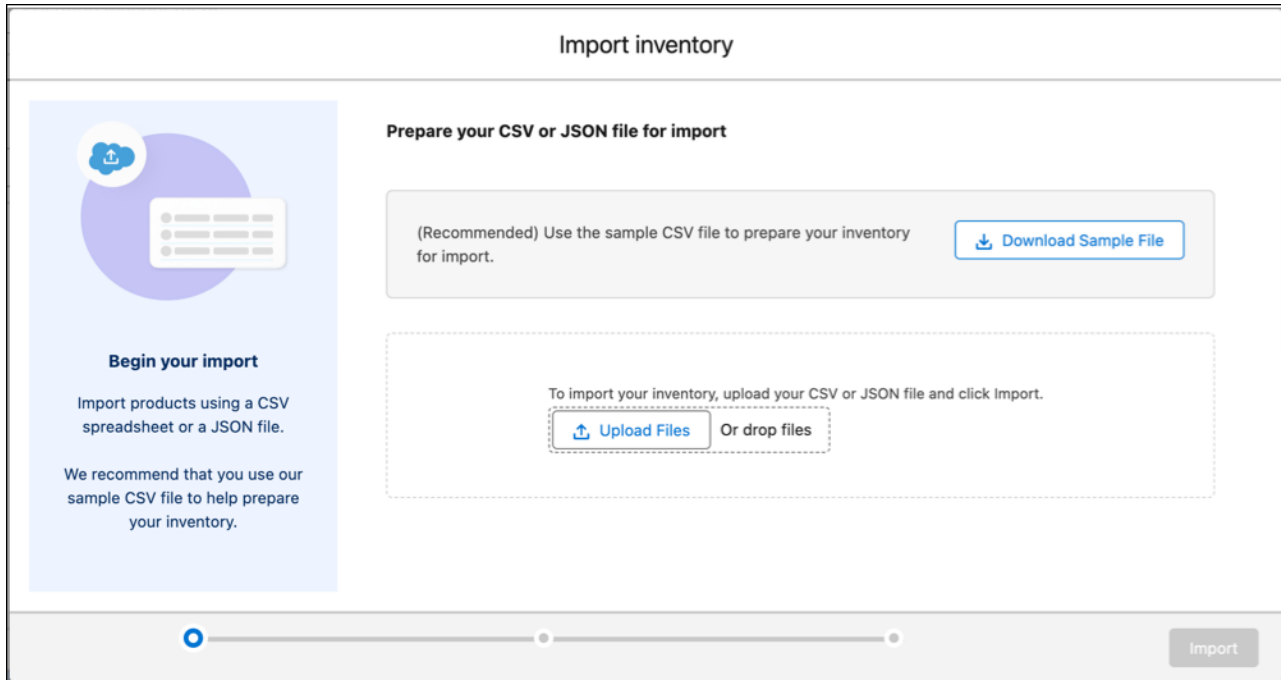 Import inventory
Begin your import
Import products using a CSV
spreadsheet or a JSON file.
We recommend that you use our
sample CSV file to help prepare
your inventory.
Prepare your CSV or JSON file for import
(Recommended) Use the sample CSV file to prepare your inventory
for import.
Download Sample File
To import your inventory, upload your CSV or JSON file and click Import.
Upload Files Or drop files
Import